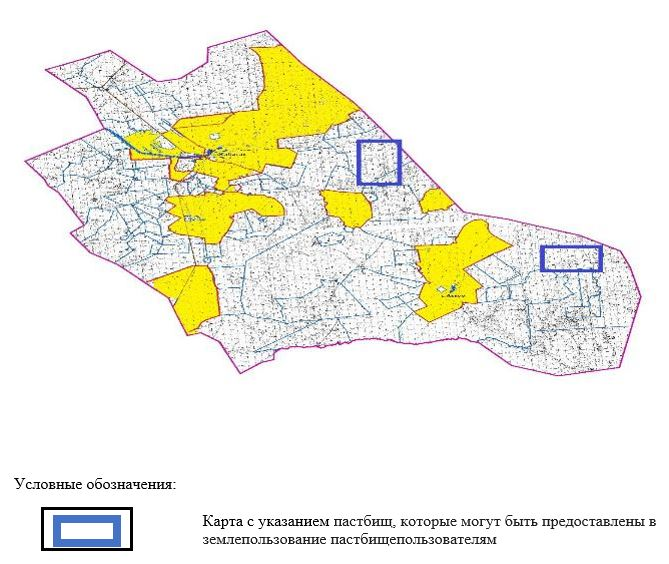 Условные обозначения:
Карта с указанием пастбищ, которые могут быть предоставлены в
землепользование пастбищепользователям